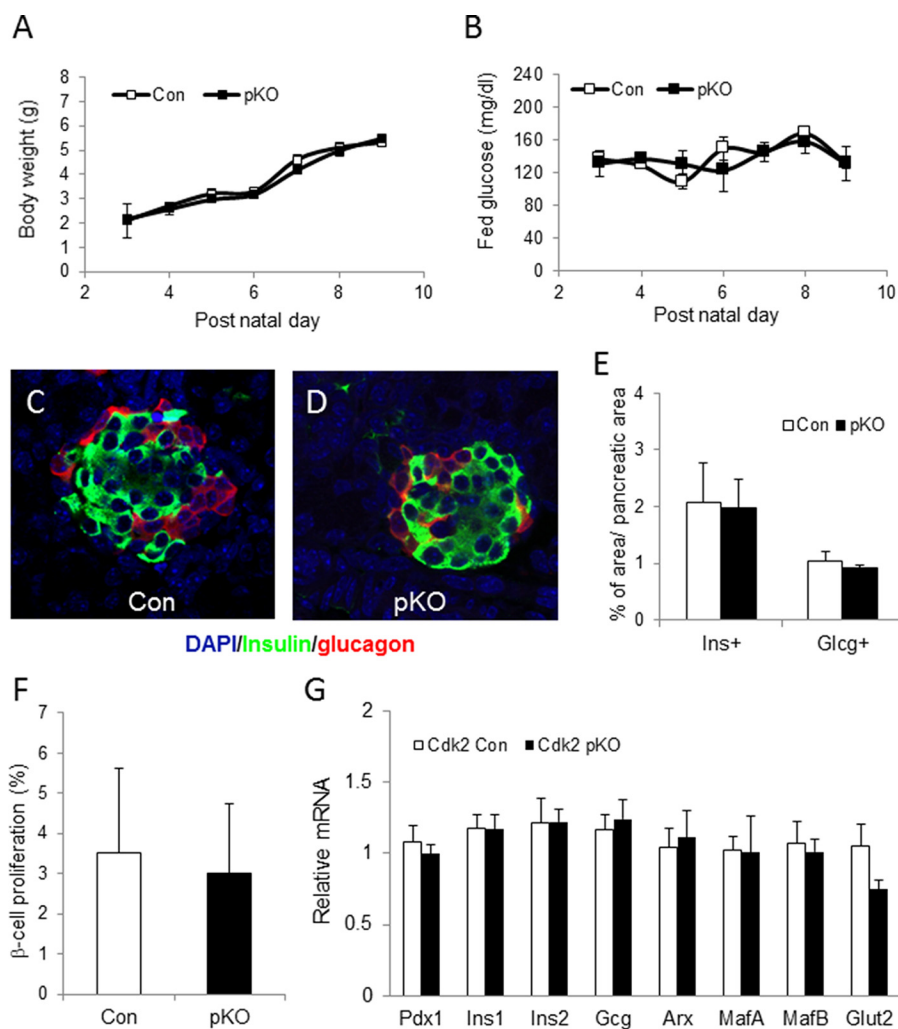 A
Body weight (g)
8
7
6
5
4
3
2
1
0
2 4 6 8 10
Post natal day
Con pKO
B
Fed glucose (mg/dl)
240
200
160
120
80
40
0
2 4 6 8 10
Post natal day
Con pKO
C
Con
D
pKO
DAPI/Insulin/glucagon
E
% of area/ pancreatic area
4
3
2
1
0
Con pKO
Ins+ Glcg+
F
β-cell proliferation (%)
7
6
5
4
3
2
1
0
Con pKO
G
Relative mRNA
2
1.5
1
0.5
0
Cdk2 Con Cdk2 pKO
Pdx1 Ins1 Ins2 Gcg Arx MafA MafB Glut2